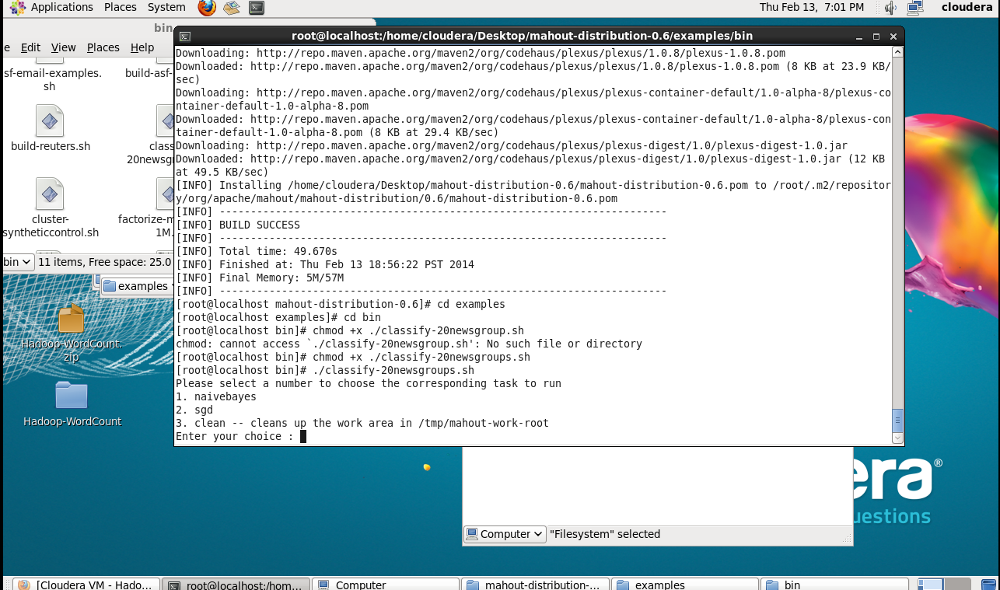 Applications Places System Thu Feb 13, 7:01 PM cloudera
bin
e Edit View Places Help
sf-email-examples.sh
build-asf-
build-reuters.sh
class
20newsg
cluster-
syntheticcontrol.sh
factorize-m
1M.
bin 11 items, Free space: 25.0
examples
Hadoop-WordCount.
zip
Hadoop-WordCount
root@localhost:/home/cloudera/Desktop/mahout-distribution-0.6/examples/bin
Downloading: http://repo.maven.apache.org/maven2/org/codehaus/plexus/plexus/1.0.8/plexus-1.0.8.pom
Downloaded: http://repo.maven.apache.org/maven2/org/codehaus/plexus/plexus/1.0.8/plexus-1.0.8.pom (8 KB at 23.9 KB/
sec)
Downloading: http://repo.maven.apache.org/maven2/org/codehaus/plexus/plexus-container-default/1.0-alpha-8/plexus-co
ntainer-default-1.0-alpha-8.pom
Downloaded: http://repo.maven.apache.org/maven2/org/codehaus/plexus/plexus-container-default/1.0-alpha-8/plexus-con
tainer-default-1.0-alpha-8.pom (8 KB at 29.4 KB/sec)
Downloading: http://repo.maven.apache.org/maven2/org/codehaus/plexus/plexus-digest/1.0/plexus-digest-1.0.jar
Downloaded: http://repo.maven.apache.org/maven2/org/codehaus/plexus/plexus-digest/1.0/plexus-digest-1.0.jar (12 KB
at 49.5 KB/sec)
[INFO] Installing /home/cloudera/Desktop/mahout-distribution-0.6/mahout-distribution-0.6.pom to /root/.m2/repositor
y/org/apache/mahout/mahout-distribution/0.6/mahout-distribution-0.6.pom
[INFO] ------------------------------------------------------------------------
[INFO] BUILD SUCCESS
[INFO] ------------------------------------------------------------------------
[INFO] Total time: 49.670s
[INFO] Finished at: Thu Feb 13 18:56:22 PST 2014
[INFO] Final Memory: 5M/57M
[INFO] ------------------------------------------------------------------------
[root@localhost mahout-distribution-0.6]# cd examples
[root@localhost examples]# cd bin
[root@localhost bin]# chmod +x ./classify-20newsgroup.sh
chmod: cannot access `./classify-20newsgroup.sh': No such file or directory
[root@localhost bin]# chmod +x ./classify-20newsgroups.sh
[root@localhost bin]# ./classify-20newsgroups.sh
Please select a number to choose the corresponding task to run
1. naivebayes
2. sgd
3. clean -- cleans up the work area in /tmp/mahout-work-root
Enter your choice :
era®
uestions
Computer "Filesystem" selected
[Cloudera VM - Hado... root@localhost:/hom... Computer mahout-distribution-... examples bin